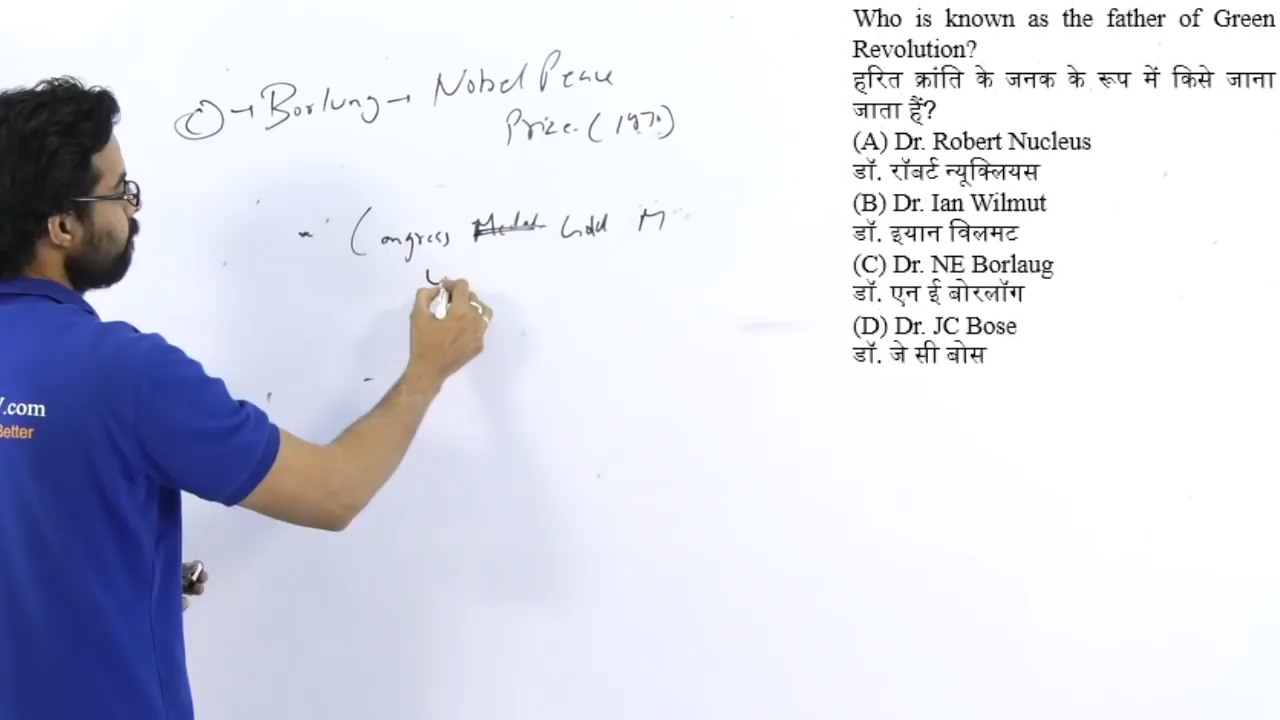 (C) → Borlung → Nobel Peace
Prize (1970)
Congress Gold M
.com
Better
Who is known as the father of Green
Revolution?
हरित क्रांति के जनक के रूप में किसे जाना
जाता हैं?
(A) Dr. Robert Nucleus
डॉ. रॉबर्ट न्यूक्लियस
(B) Dr. Ian Wilmut
डॉ. इयान विलमट
(C) Dr. NE Borlaug
डॉ. एन ई बोरलॉग
(D) Dr. JC Bose
डॉ. जे सी बोस